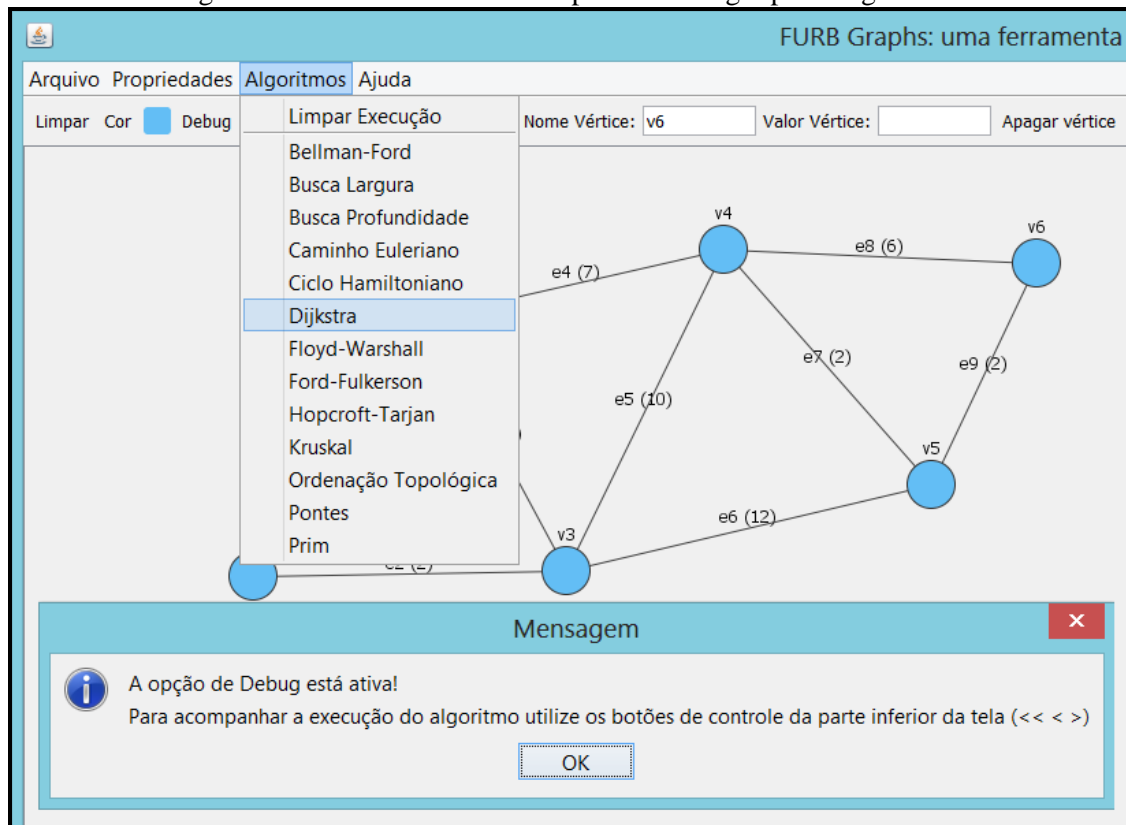 FURB Graphs: uma ferramenta
Arquivo Propriedades Algoritmos Ajuda
Limpar Cor Debug Nome Vértice: v6 Valor Vértice: Apagar vértice
Limpar Execução
Bellman-Ford
Busca Largura
Busca Profundidade
Caminho Euleriano
Ciclo Hamiltoniano
Dijkstra
Floyd-Warshall
Ford-Fulkerson
Hopcroft-Tarjan
Kruskal
Ordenação Topológica
Pontes
Prim
v4
v6
e8 (6)
e4 (7)
e7 (2)
e9 (2)
e5 (10)
v5
e6 (12)
v3
e2 (2)
Mensagem
A opção de Debug está ativa!
Para acompanhar a execução do algoritmo utilize os botões de controle da parte inferior da tela (<< < >)
OK